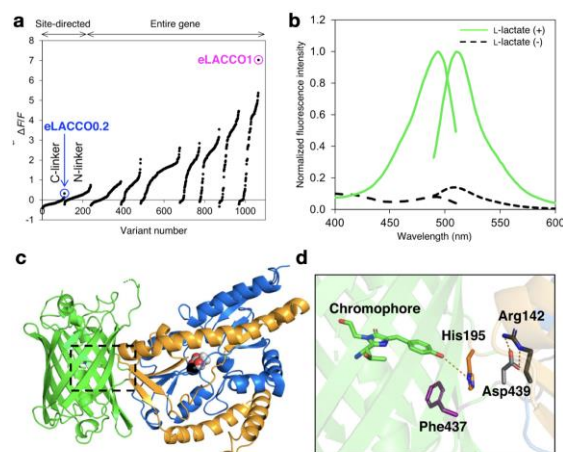 Site-directed
Entire gene
a
8
7
6
5
4
3
2
1
0
-1
ΔF/F
eLACCO1
eLACCO0.2
C-linker
N-linker
0
200
400
600
800
1000
Variant number
b
L-lactate (+)
L-lactate (-)
Normalized fluorescence intensity
1.0
0.8
0.6
0.4
0.2
0.0
400
450
500
550
600
Wavelength (nm)
c
d
Chromophore
His195
Arg142
Asp439
Phe437